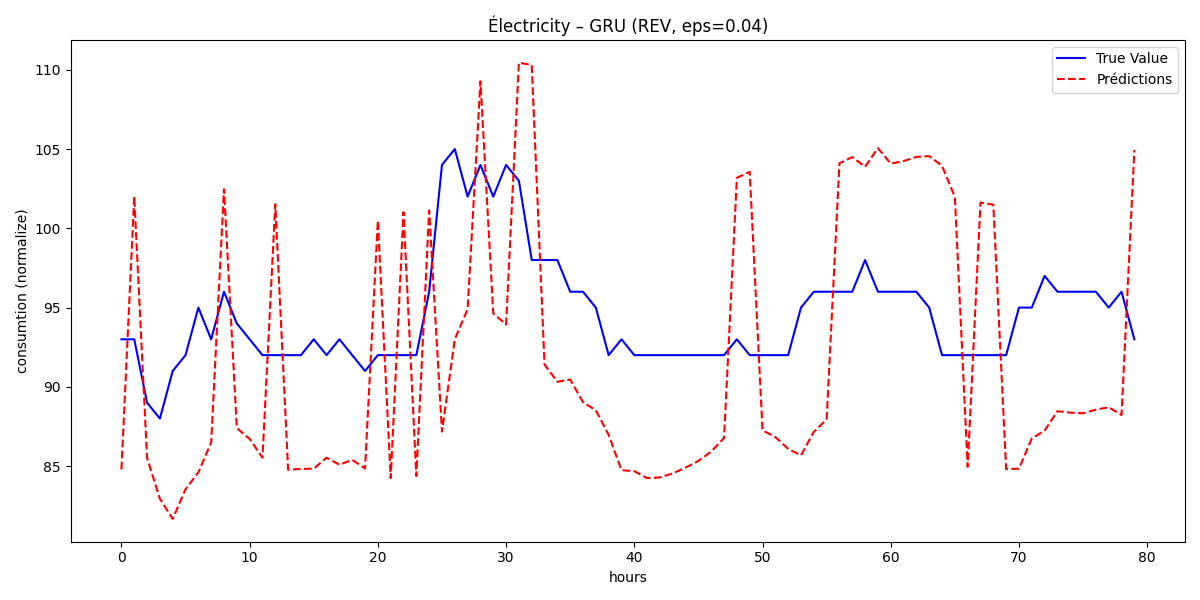 Électricity – GRU (REV, eps=0.04)
True Value
Prédictions
consumtion (normalize)
110
105
100
95
90
85
0 10 20 30 40 50 60 70 80
hours